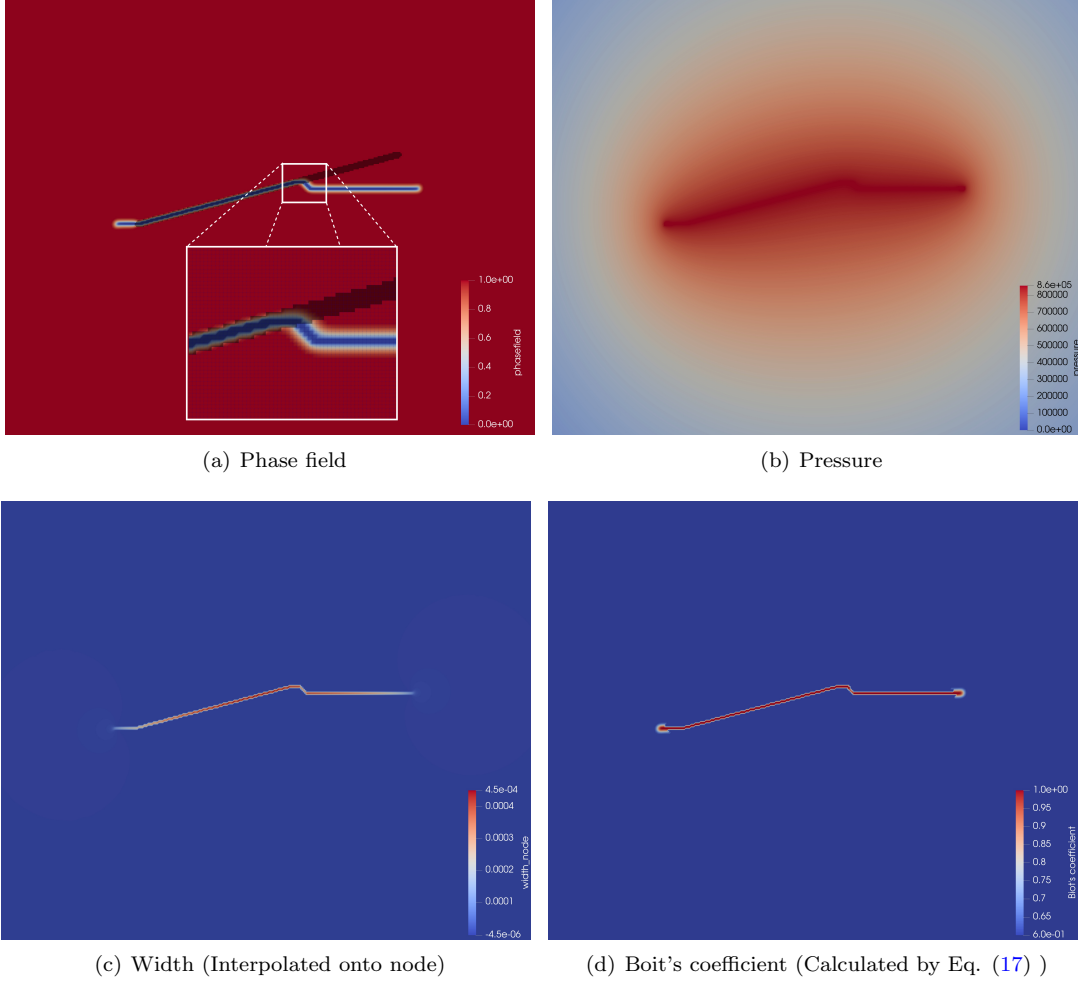 1.0e+00
0.8
0.6
0.4
0.2
0.0e+00
phasefield
8.6e+05
800000
700000
600000
500000
400000
300000
200000
100000
0.0e+00
pressure
(a) Phase field
(b) Pressure
4.5e-04
0.0004
0.0003
0.0002
0.0001
-4.5e-06
width_node
1.0e+00
0.95
0.9
0.85
0.8
0.75
0.7
0.65
6.0e-01
Biot's coefficient
(c) Width (Interpolated onto node)
(d) Boit's coefficient (Calculated by Eq. (17) )